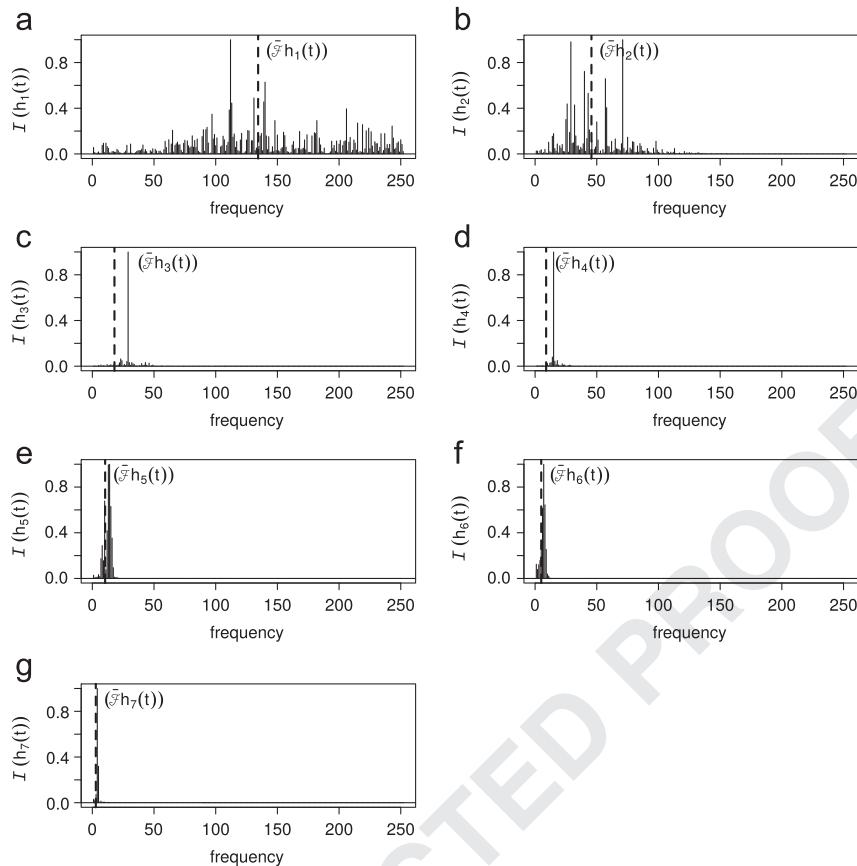 a
(ℱ̄h₁(t))
I (h₁(t))
0.8
0.4
0.0
0 50 100 150 200 250
frequency
b
(ℱ̄h₂(t))
I (h₂(t))
0.8
0.4
0.0
0 50 100 150 200 250
frequency
c
(ℱ̄h₃(t))
I (h₃(t))
0.8
0.4
0.0
0 50 100 150 200 250
frequency
d
(ℱ̄h₄(t))
I (h₄(t))
0.8
0.4
0.0
0 50 100 150 200 250
frequency
e
(ℱ̄h₅(t))
I (h₅(t))
0.8
0.4
0.0
0 50 100 150 200 250
frequency
f
(ℱ̄h₆(t))
I (h₆(t))
0.8
0.4
0.0
0 50 100 150 200 250
frequency
g
(ℱ̄h₇(t))
I (h₇(t))
0.8
0.4
0.0
0 50 100 150 200 250
frequency
CTED PROOF